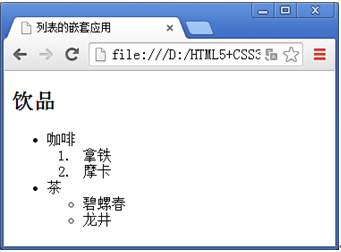 列表的嵌套应用
file:///D:/HTML5+CSS3
饮品
咖啡
1. 拿铁
2. 摩卡
茶
碧螺春
龙井